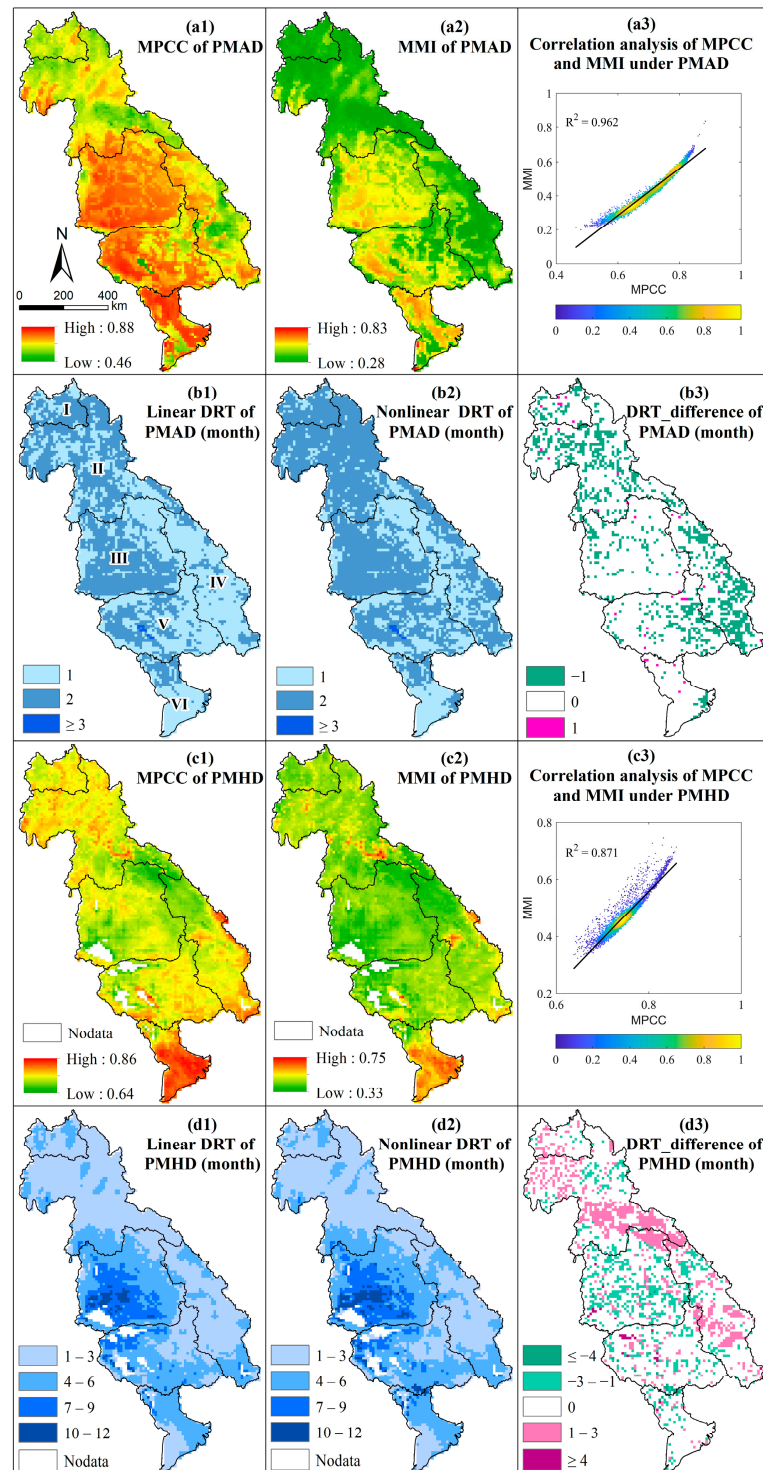 (a1)
MPCC of PMAD
N
0 200 400
km
High : 0.88
Low : 0.46
(a2)
MMI of PMAD
High : 0.83
Low : 0.28
(a3)
Correlation analysis of MPCC
and MMI under PMAD
R² = 0.962
1
0.8
0.6
0.4
0.2
0
MMI
0.4 0.6 0.8 1
MPCC
0 0.2 0.4 0.6 0.8 1
(b1)
Linear DRT of
PMAD (month)
I
II
III
IV
V
VI
1
2
≥ 3
(b2)
Nonlinear DRT of
PMAD (month)
1
2
≥ 3
(b3)
DRT_difference of
PMAD (month)
−1
0
1
(c1)
MPCC of PMHD
Nodata
High : 0.86
Low : 0.64
(c2)
MMI of PMHD
Nodata
High : 0.75
Low : 0.33
(c3)
Correlation analysis of MPCC
and MMI under PMHD
R² = 0.871
0.8
0.6
0.4
0.2
MMI
0.6 0.8 1
MPCC
0 0.2 0.4 0.6 0.8 1
(d1)
Linear DRT of
PMHD (month)
1 – 3
4 – 6
7 – 9
10 – 12
Nodata
(d2)
Nonlinear DRT of
PMHD (month)
1 – 3
4 – 6
7 – 9
10 – 12
Nodata
(d3)
DRT_difference of
PMHD (month)
≤ −4
−3 – −1
0
1 – 3
≥ 4